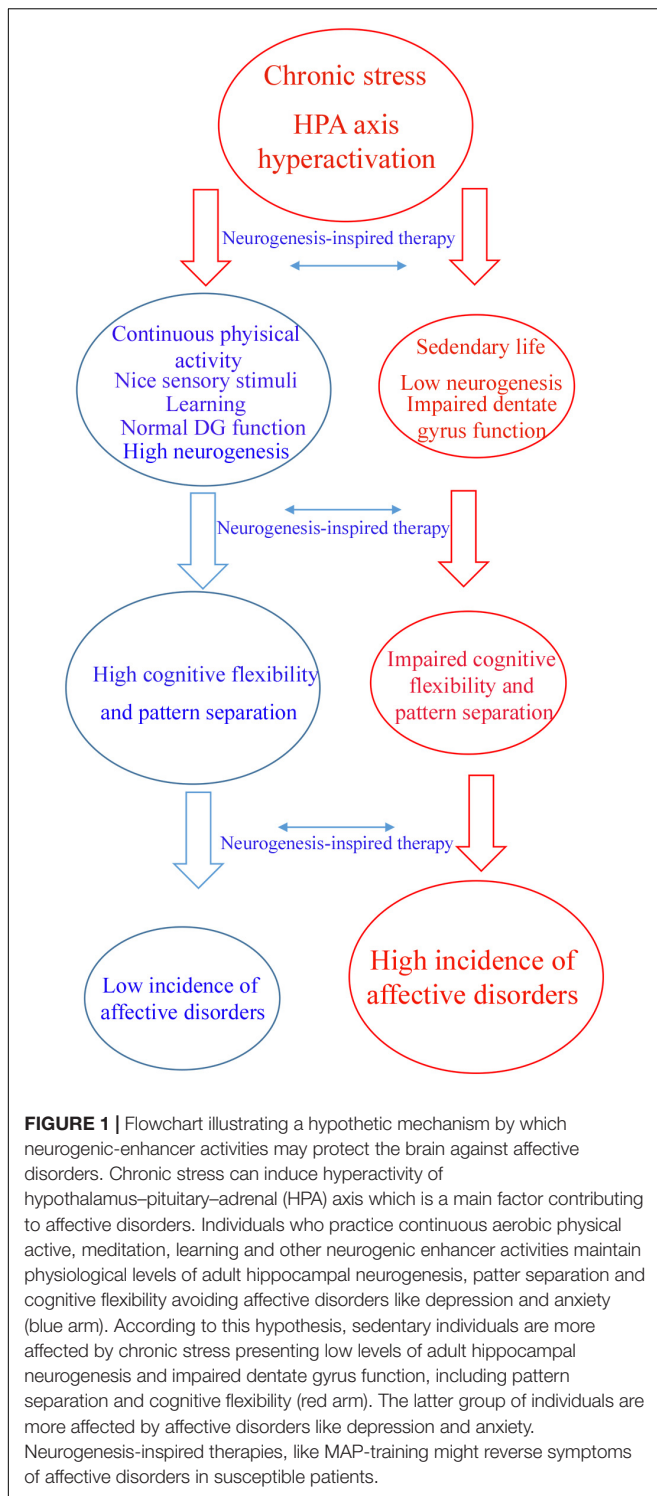 Chronic stress
HPA axis
hyperactivation
Neurogenesis-inspired therapy
Continuous phyisical
activity
Nice sensory stimuli
Learning
Normal DG function
High neurogenesis
Sedendary life
Low neurogenesis
Impaired dentate
gyrus function
Neurogenesis-inspired therapy
High cognitive flexibility
and pattern separation
Impaired cognitive
flexibility and
pattern separation
Neurogenesis-inspired therapy
Low incidence of
affective disorders
High incidence of
affective disorders
FIGURE 1 | Flowchart illustrating a hypothetic mechanism by which
neurogenic-enhancer activities may protect the brain against affective
disorders. Chronic stress can induce hyperactivity of
hypothalamus–pituitary–adrenal (HPA) axis which is a main factor contributing
to affective disorders. Individuals who practice continuous aerobic physical
active, meditation, learning and other neurogenic enhancer activities maintain
physiological levels of adult hippocampal neurogenesis, patter separation and
cognitive flexibility avoiding affective disorders like depression and anxiety
(blue arm). According to this hypothesis, sedentary individuals are more
affected by chronic stress presenting low levels of adult hippocampal
neurogenesis and impaired dentate gyrus function, including pattern
separation and cognitive flexibility (red arm). The latter group of individuals are
more affected by affective disorders like depression and anxiety.
Neurogenesis-inspired therapies, like MAP-training might reverse symptoms
of affective disorders in susceptible patients.